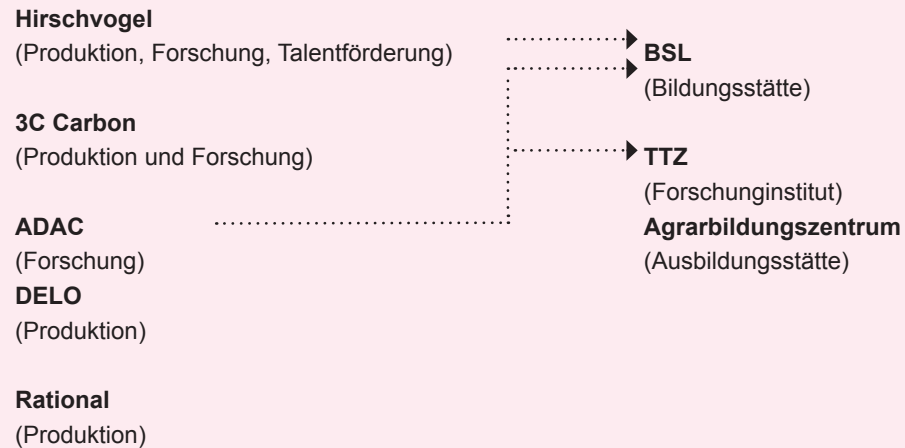 Hirschvogel
(Produktion, Forschung, Talentförderung)
3C Carbon
(Produktion und Forschung)
ADAC
(Forschung)
DELO
(Produktion)
Rational
(Produktion)
BSL
(Bildungsstätte)
TTZ
(Forschunginstitut)
Agrarbildungszentrum
(Ausbildungsstätte)